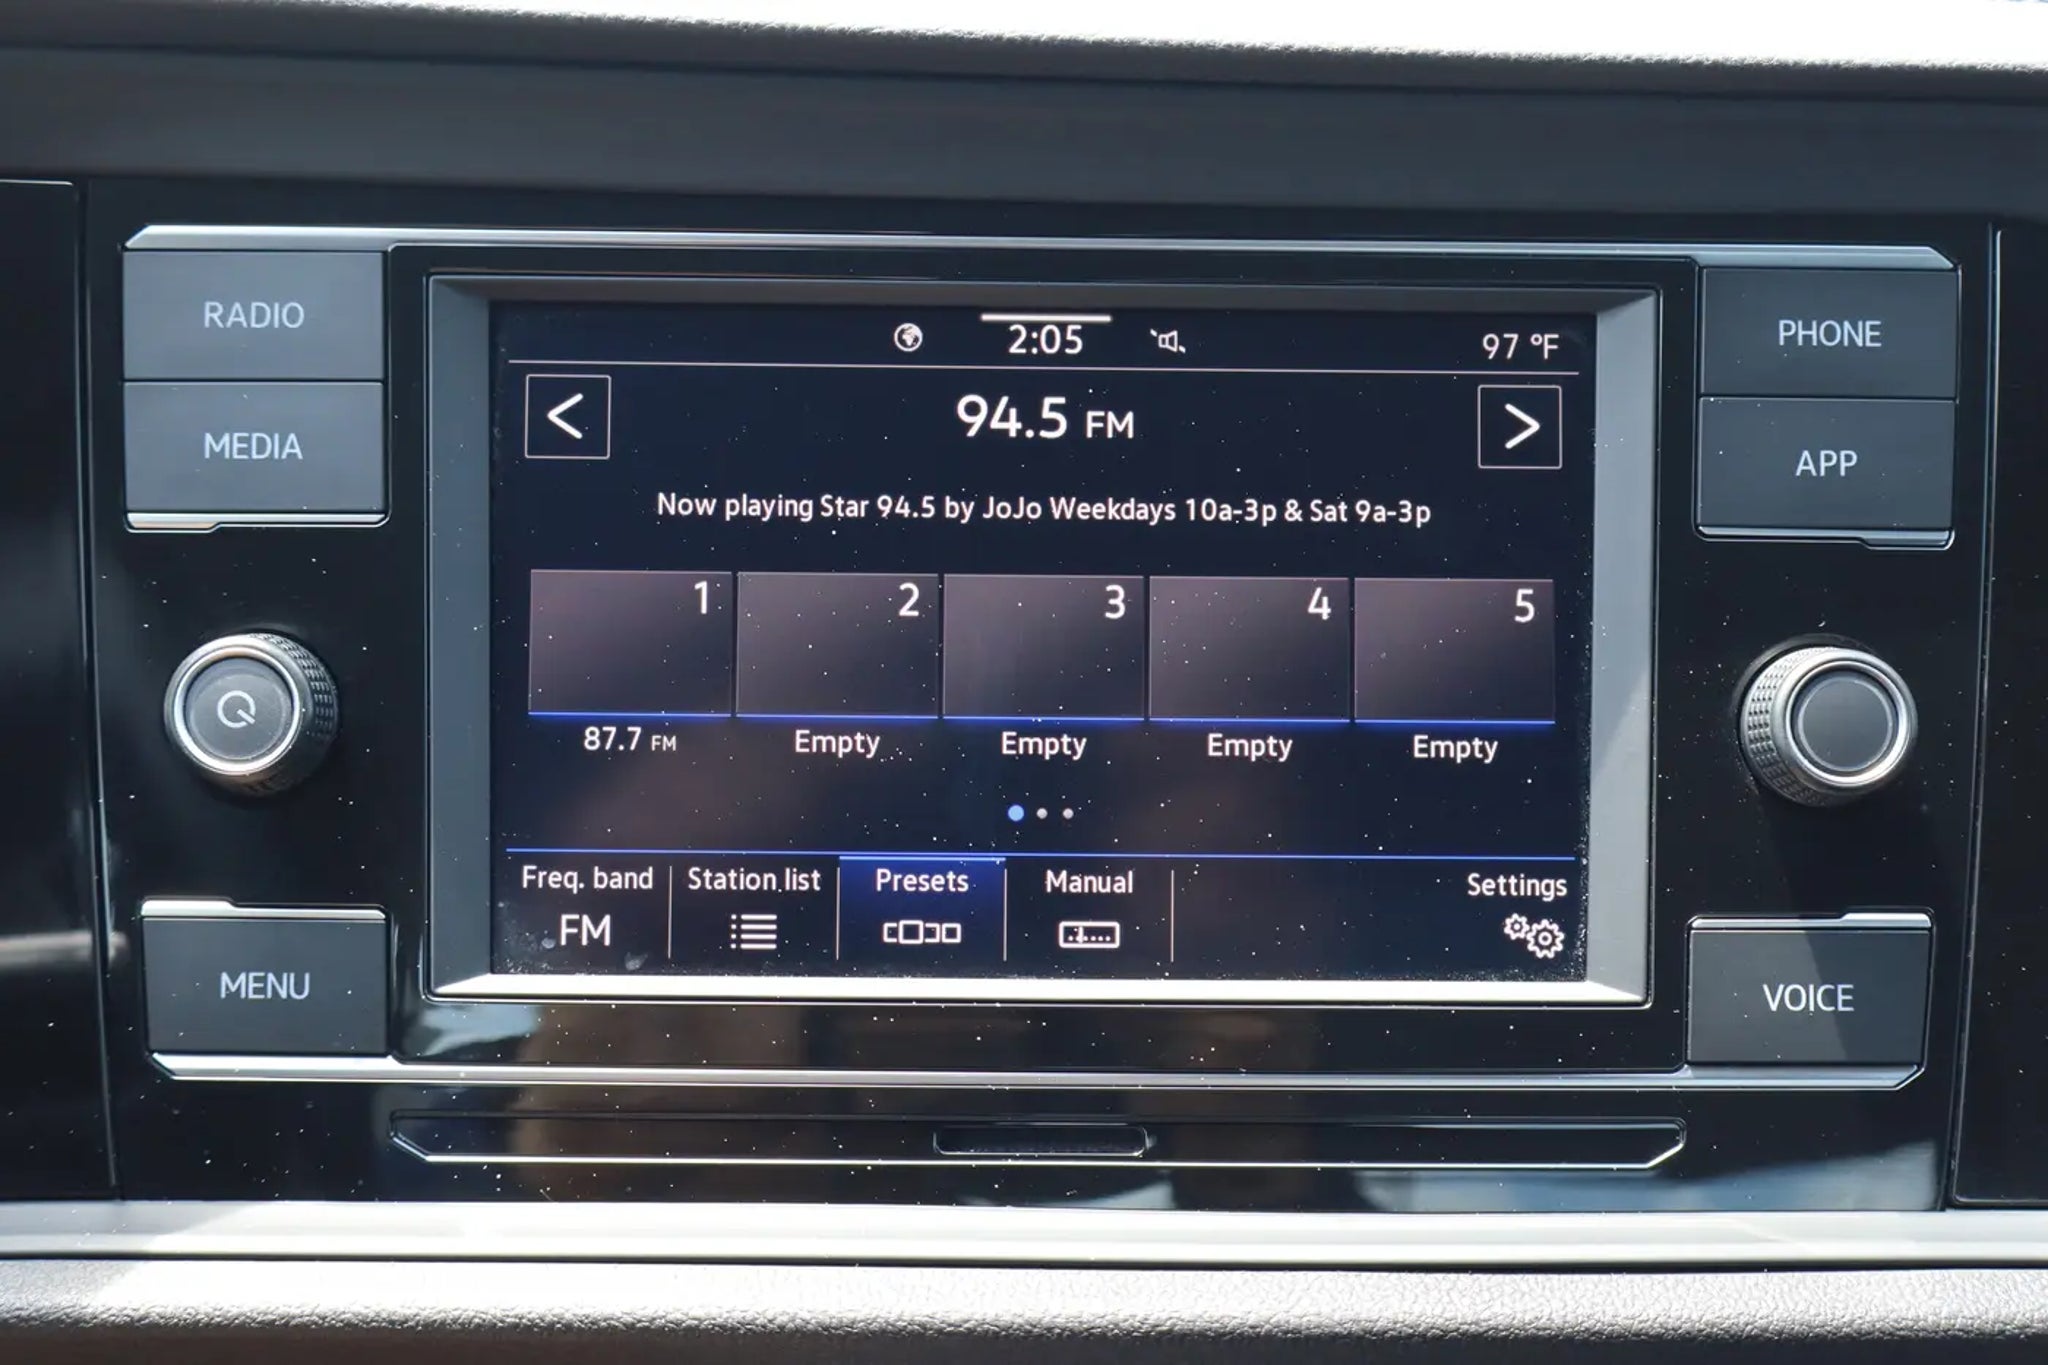 RADIO
MEDIA
MENU
2:05
97 °F
<
94.5 FM
>
Now playing Star 94.5 by JoJo Weekdays 10a-3p & Sat 9a-3p
1
2
3
4
5
87.7 FM
Empty
Empty
Empty
Empty
Freq. band
FM
Station list
Presets
Manual
Settings
PHONE
APP
VOICE